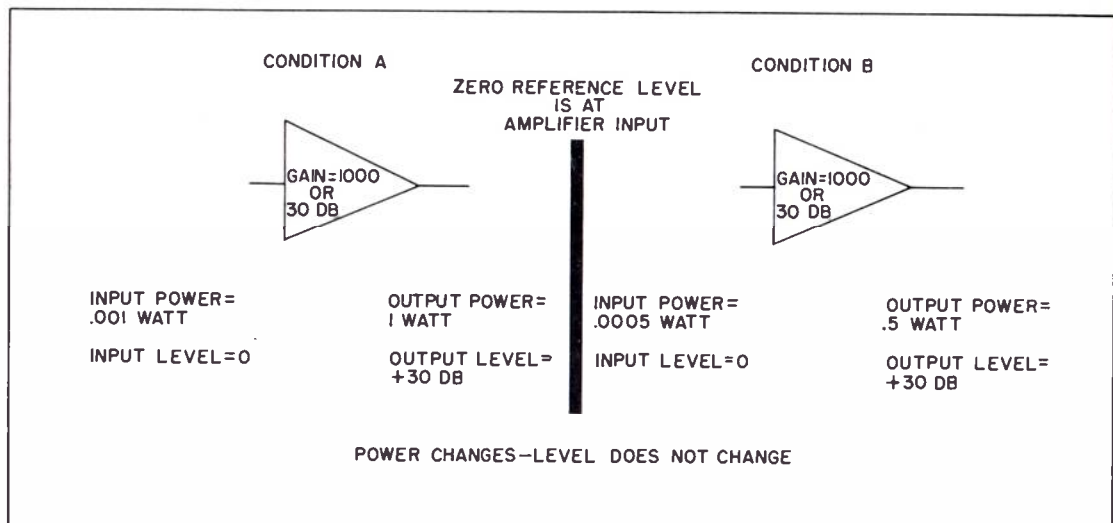 CONDITION A
ZERO REFERENCE LEVEL
IS AT
AMPLIFIER INPUT
CONDITION B
GAIN=1000
OR
30 DB
GAIN=1000
OR
30 DB
INPUT POWER=
.001 WATT
INPUT LEVEL=0
OUTPUT POWER=
1 WATT
OUTPUT LEVEL=
+30 DB
INPUT POWER=
.0005 WATT
INPUT LEVEL=0
OUTPUT POWER=
.5 WATT
OUTPUT LEVEL=
+30 DB
POWER CHANGES—LEVEL DOES NOT CHANGE